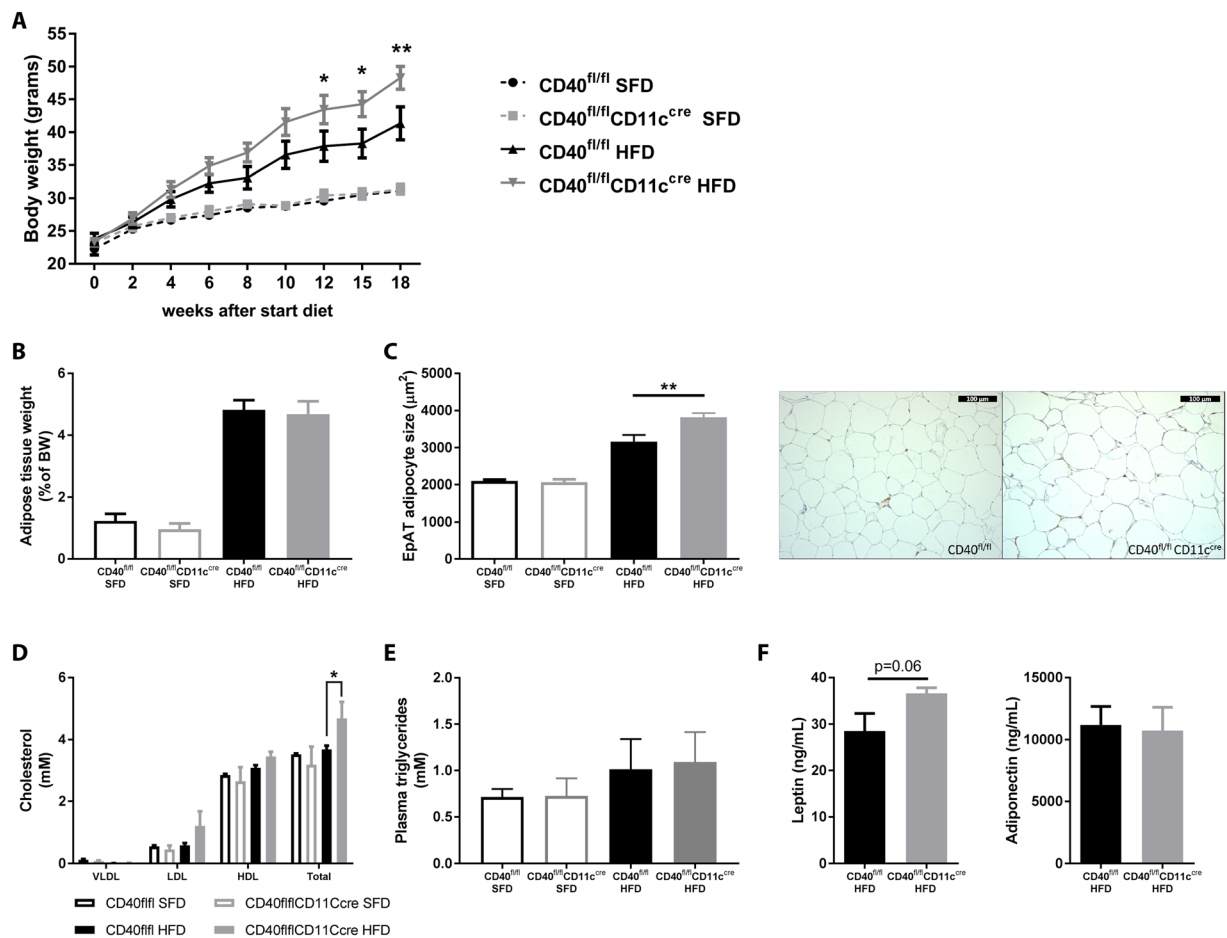 A
55
50
45
40
35
30
25
20
Body weight (grams)
* * **
0 2 4 6 8 10 12 15 18
weeks after start diet
CD40fl/fl SFD
CD40fl/flCD11ccre SFD
CD40fl/fl HFD
CD40fl/flCD11ccre HFD
B
6
4
2
0
Adipose tissue weight
(% of BW)
CD40fl/fl SFD
CD40fl/flCD11ccre SFD
CD40fl/fl HFD
CD40fl/flCD11ccre HFD
C
5000
4000
3000
2000
1000
0
EpAT adipocyte size (µm2)
**
CD40fl/fl SFD
CD40fl/flCD11ccre SFD
CD40fl/fl HFD
CD40fl/flCD11ccre HFD
100 µm
CD40fl/fl
100 µm
CD40fl/fl CD11ccre
D
6
4
2
0
Cholesterol
(mM)
*
VLDL LDL HDL Total
CD40flfl SFD
CD40flflCD11Ccre SFD
CD40flfl HFD
CD40flflCD11Ccre HFD
E
2.0
1.5
1.0
0.5
0.0
Plasma triglycerides
(mM)
CD40fl/fl SFD
CD40fl/flCD11ccre SFD
CD40fl/fl HFD
CD40fl/flCD11ccre HFD
F
40
30
20
10
0
Leptin (ng/mL)
p=0.06
CD40fl/fl HFD
CD40fl/flCD11ccre HFD
15000
10000
5000
0
Adiponectin (ng/mL)
CD40fl/fl HFD
CD40fl/flCD11ccre HFD